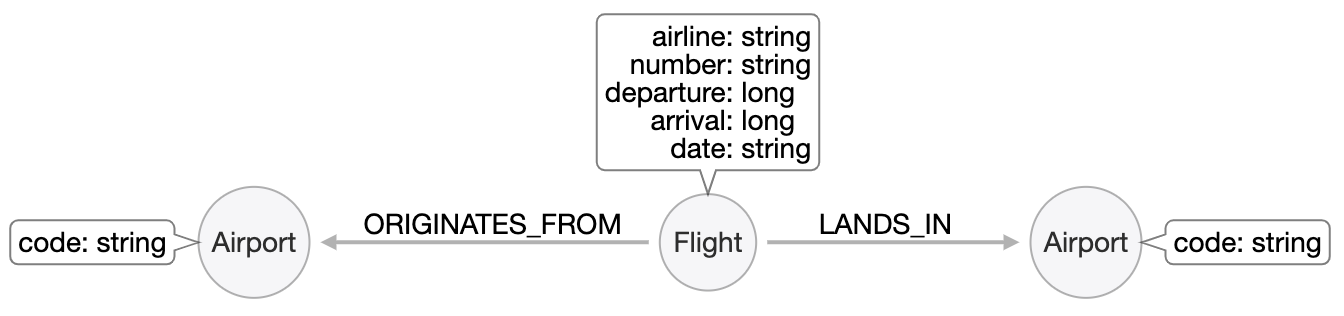 airline: string
number: string
departure: long
arrival: long
date: string
code: string
Airport
ORIGINATES_FROM
Flight
LANDS_IN
Airport
code: string